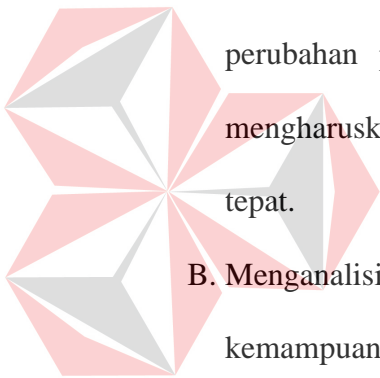 perubahan
mengharusk
tepat.
B. Menganalisi
kemampuan